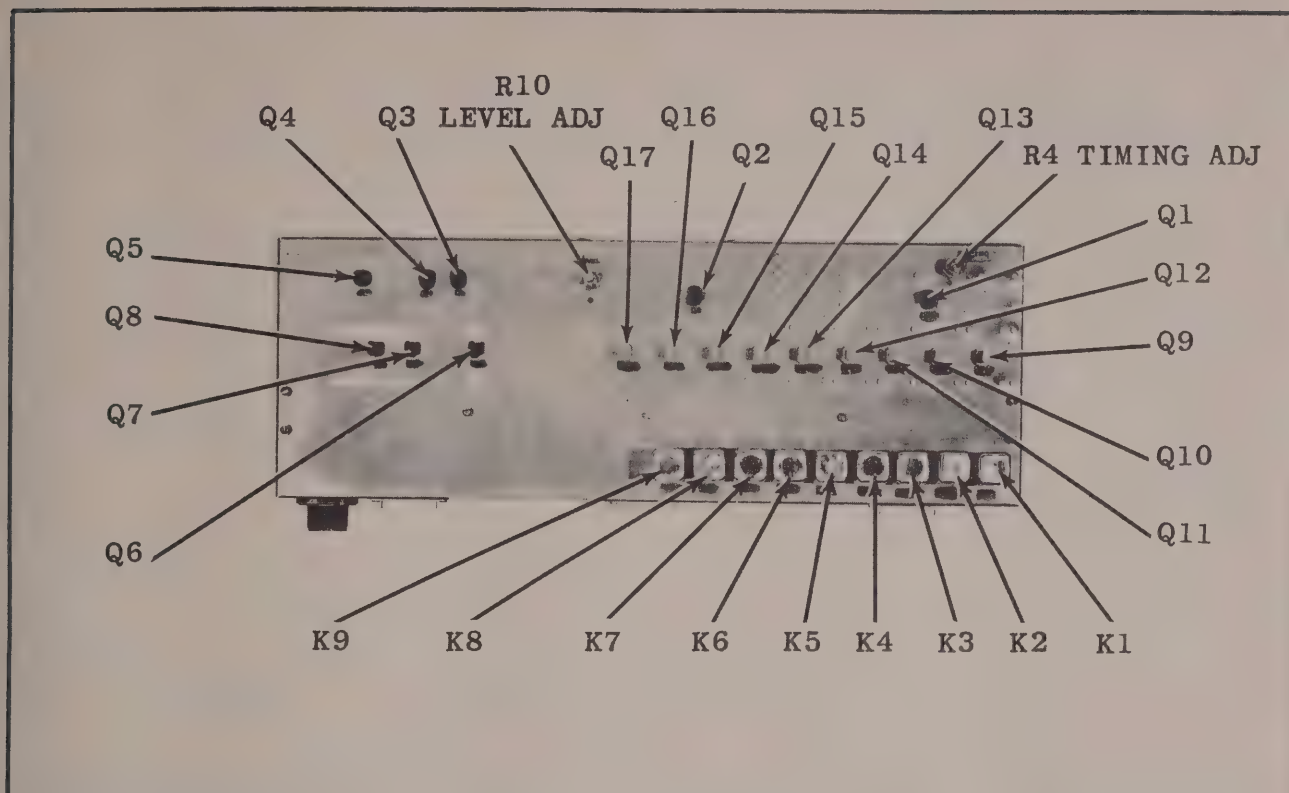 R10
Q4 Q3 LEVEL ADJ Q16 Q15 Q13
Q17 Q2 Q14 R4 TIMING ADJ
Q5 Q1
Q12
Q8 Q9
Q7
Q10
Q6 Q11
K9 K8 K7 K6 K5 K4 K3 K2 K1